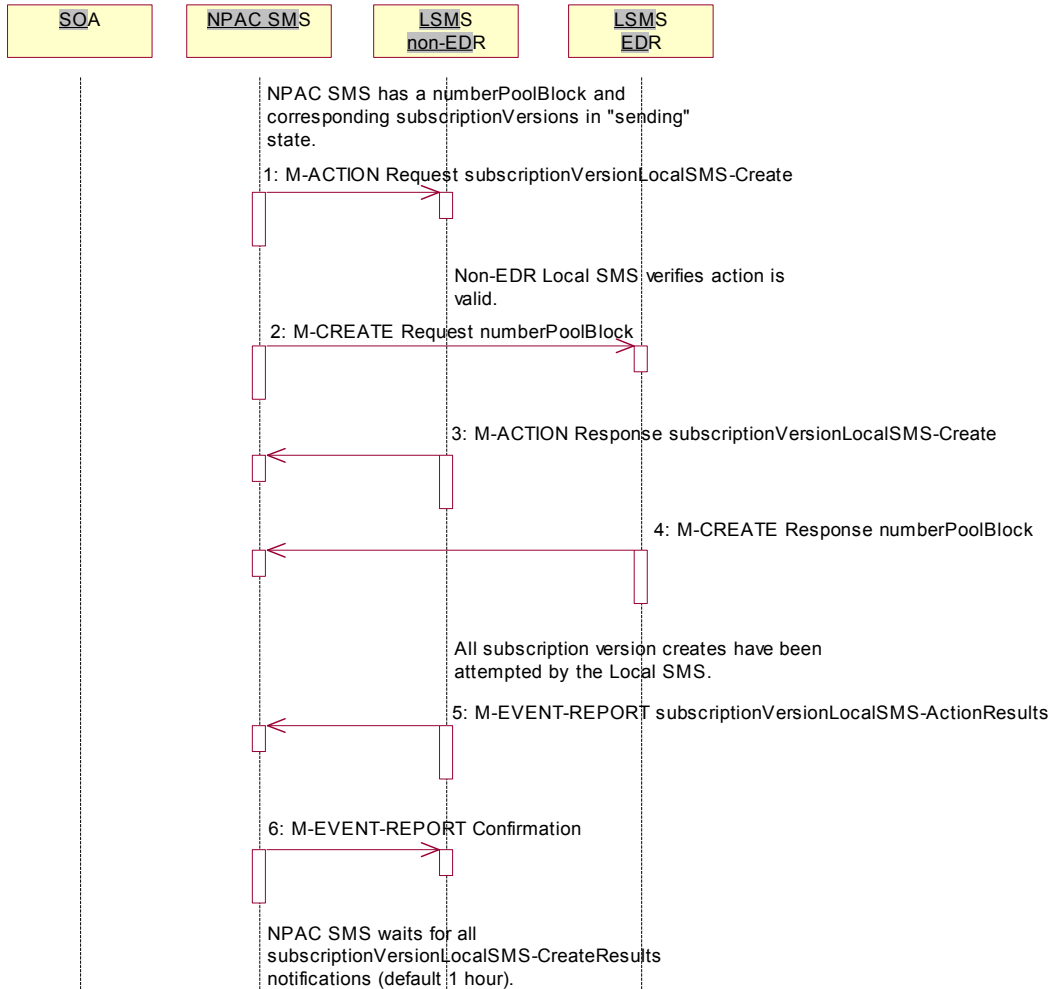 SOA
NPAC SMS
LSMS
non-EDR
LSMS
EDR
NPAC SMS has a numberPoolBlock and
corresponding subscriptionVersions in "sending"
state.
1: M-ACTION Request subscriptionVersionLocalSMS-Create
Non-EDR Local SMS verifies action is
valid.
2: M-CREATE Request numberPoolBlock
3: M-ACTION Response subscriptionVersionLocalSMS-Create
4: M-CREATE Response numberPoolBlock
All subscription version creates have been
attempted by the Local SMS.
5: M-EVENT-REPORT subscriptionVersionLocalSMS-ActionResults
6: M-EVENT-REPORT Confirmation
NPAC SMS waits for all
subscriptionVersionLocalSMS-CreateResults
notifications (default 1 hour).